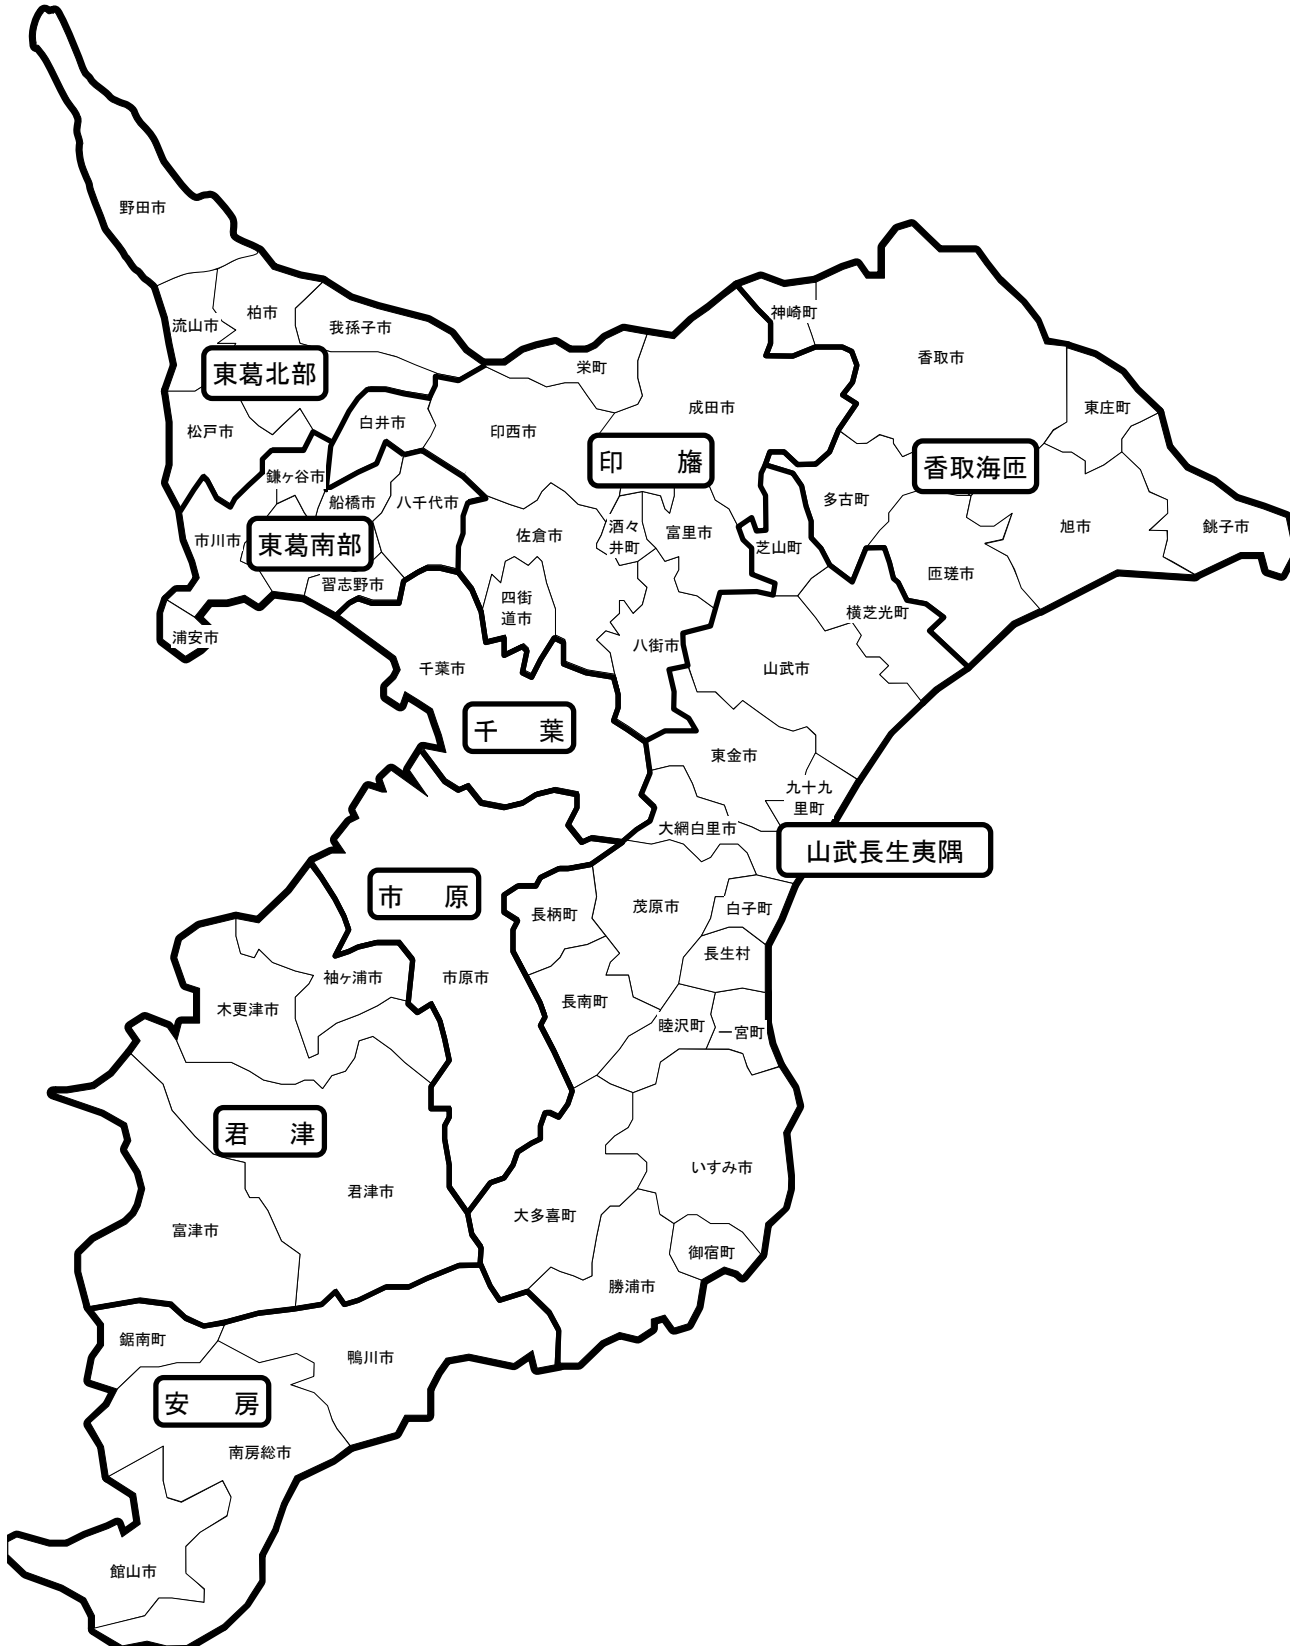 野田市
柏市
流山市
我孫子市
神崎町
香取市
栄町
東葛北部
成田市
東庄町
白井市
松戸市
印西市
印　旛
香取海匝
鎌ヶ谷市
船橋市
八千代市
多古町
佐倉市
酒々
井町
富里市
旭市
銚子市
市川市
東葛南部
芝山町
匝瑳市
習志野市
四街
道市
横芝光町
浦安市
八街市
千葉市
山武市
千　葉
東金市
九十九
里町
大網白里市
山武長生夷隅
市　原
長柄町
茂原市
白子町
長生村
袖ヶ浦市
市原市
木更津市
長南町
睦沢町
一宮町
君　津
いすみ市
君津市
大多喜町
富津市
御宿町
勝浦市
鋸南町
鴨川市
安　房
南房総市
館山市